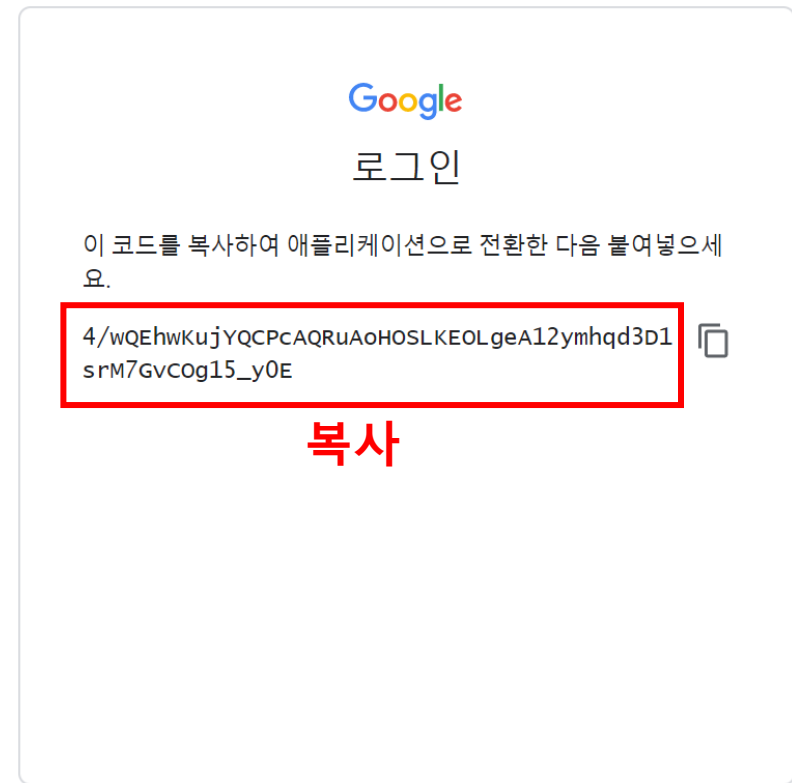 Google
로그인
이 코드를 복사하여 애플리케이션으로 전환한 다음 붙여넣으세
요.
4/wQEhwKujYQCPcAQRuAoHOSLKEOLgeA12ymhqd3D1
srM7GvCOg15_y0E
복사